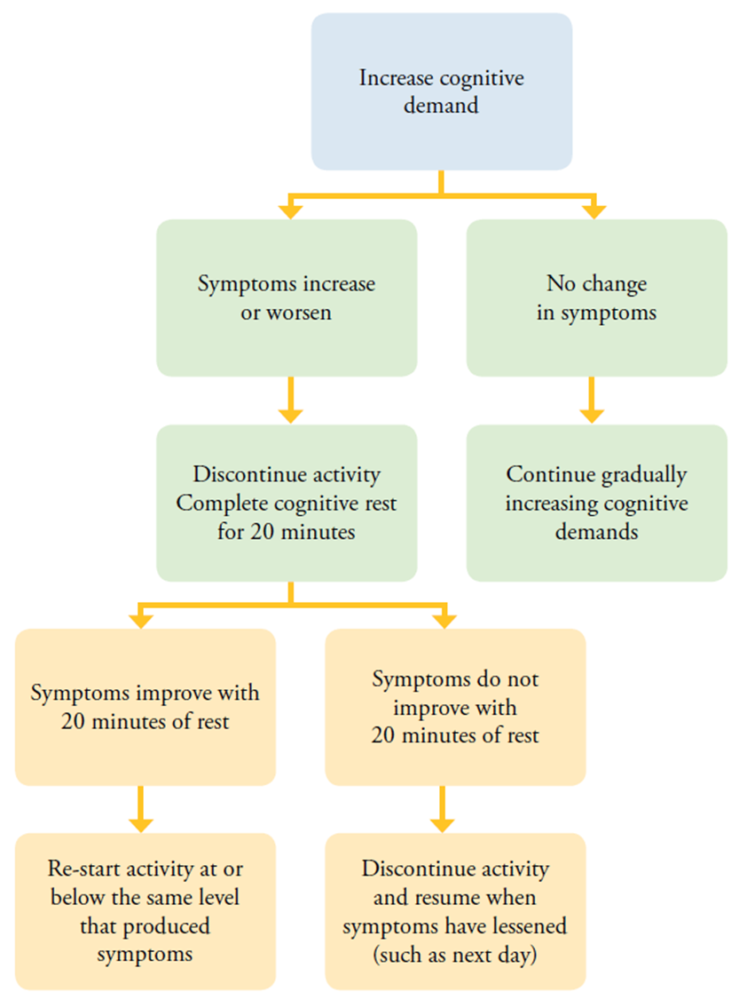 Increase cognitive
demand
Symptoms increase
or worsen
No change
in symptoms
Discontinue activity
Complete cognitive rest
for 20 minutes
Continue gradually
increasing cognitive
demands
Symptoms improve with
20 minutes of rest
Symptoms do not
improve with
20 minutes of rest
Re-start activity at or
below the same level
that produced
symptoms
Discontinue activity
and resume when
symptoms have lessened
(such as next day)